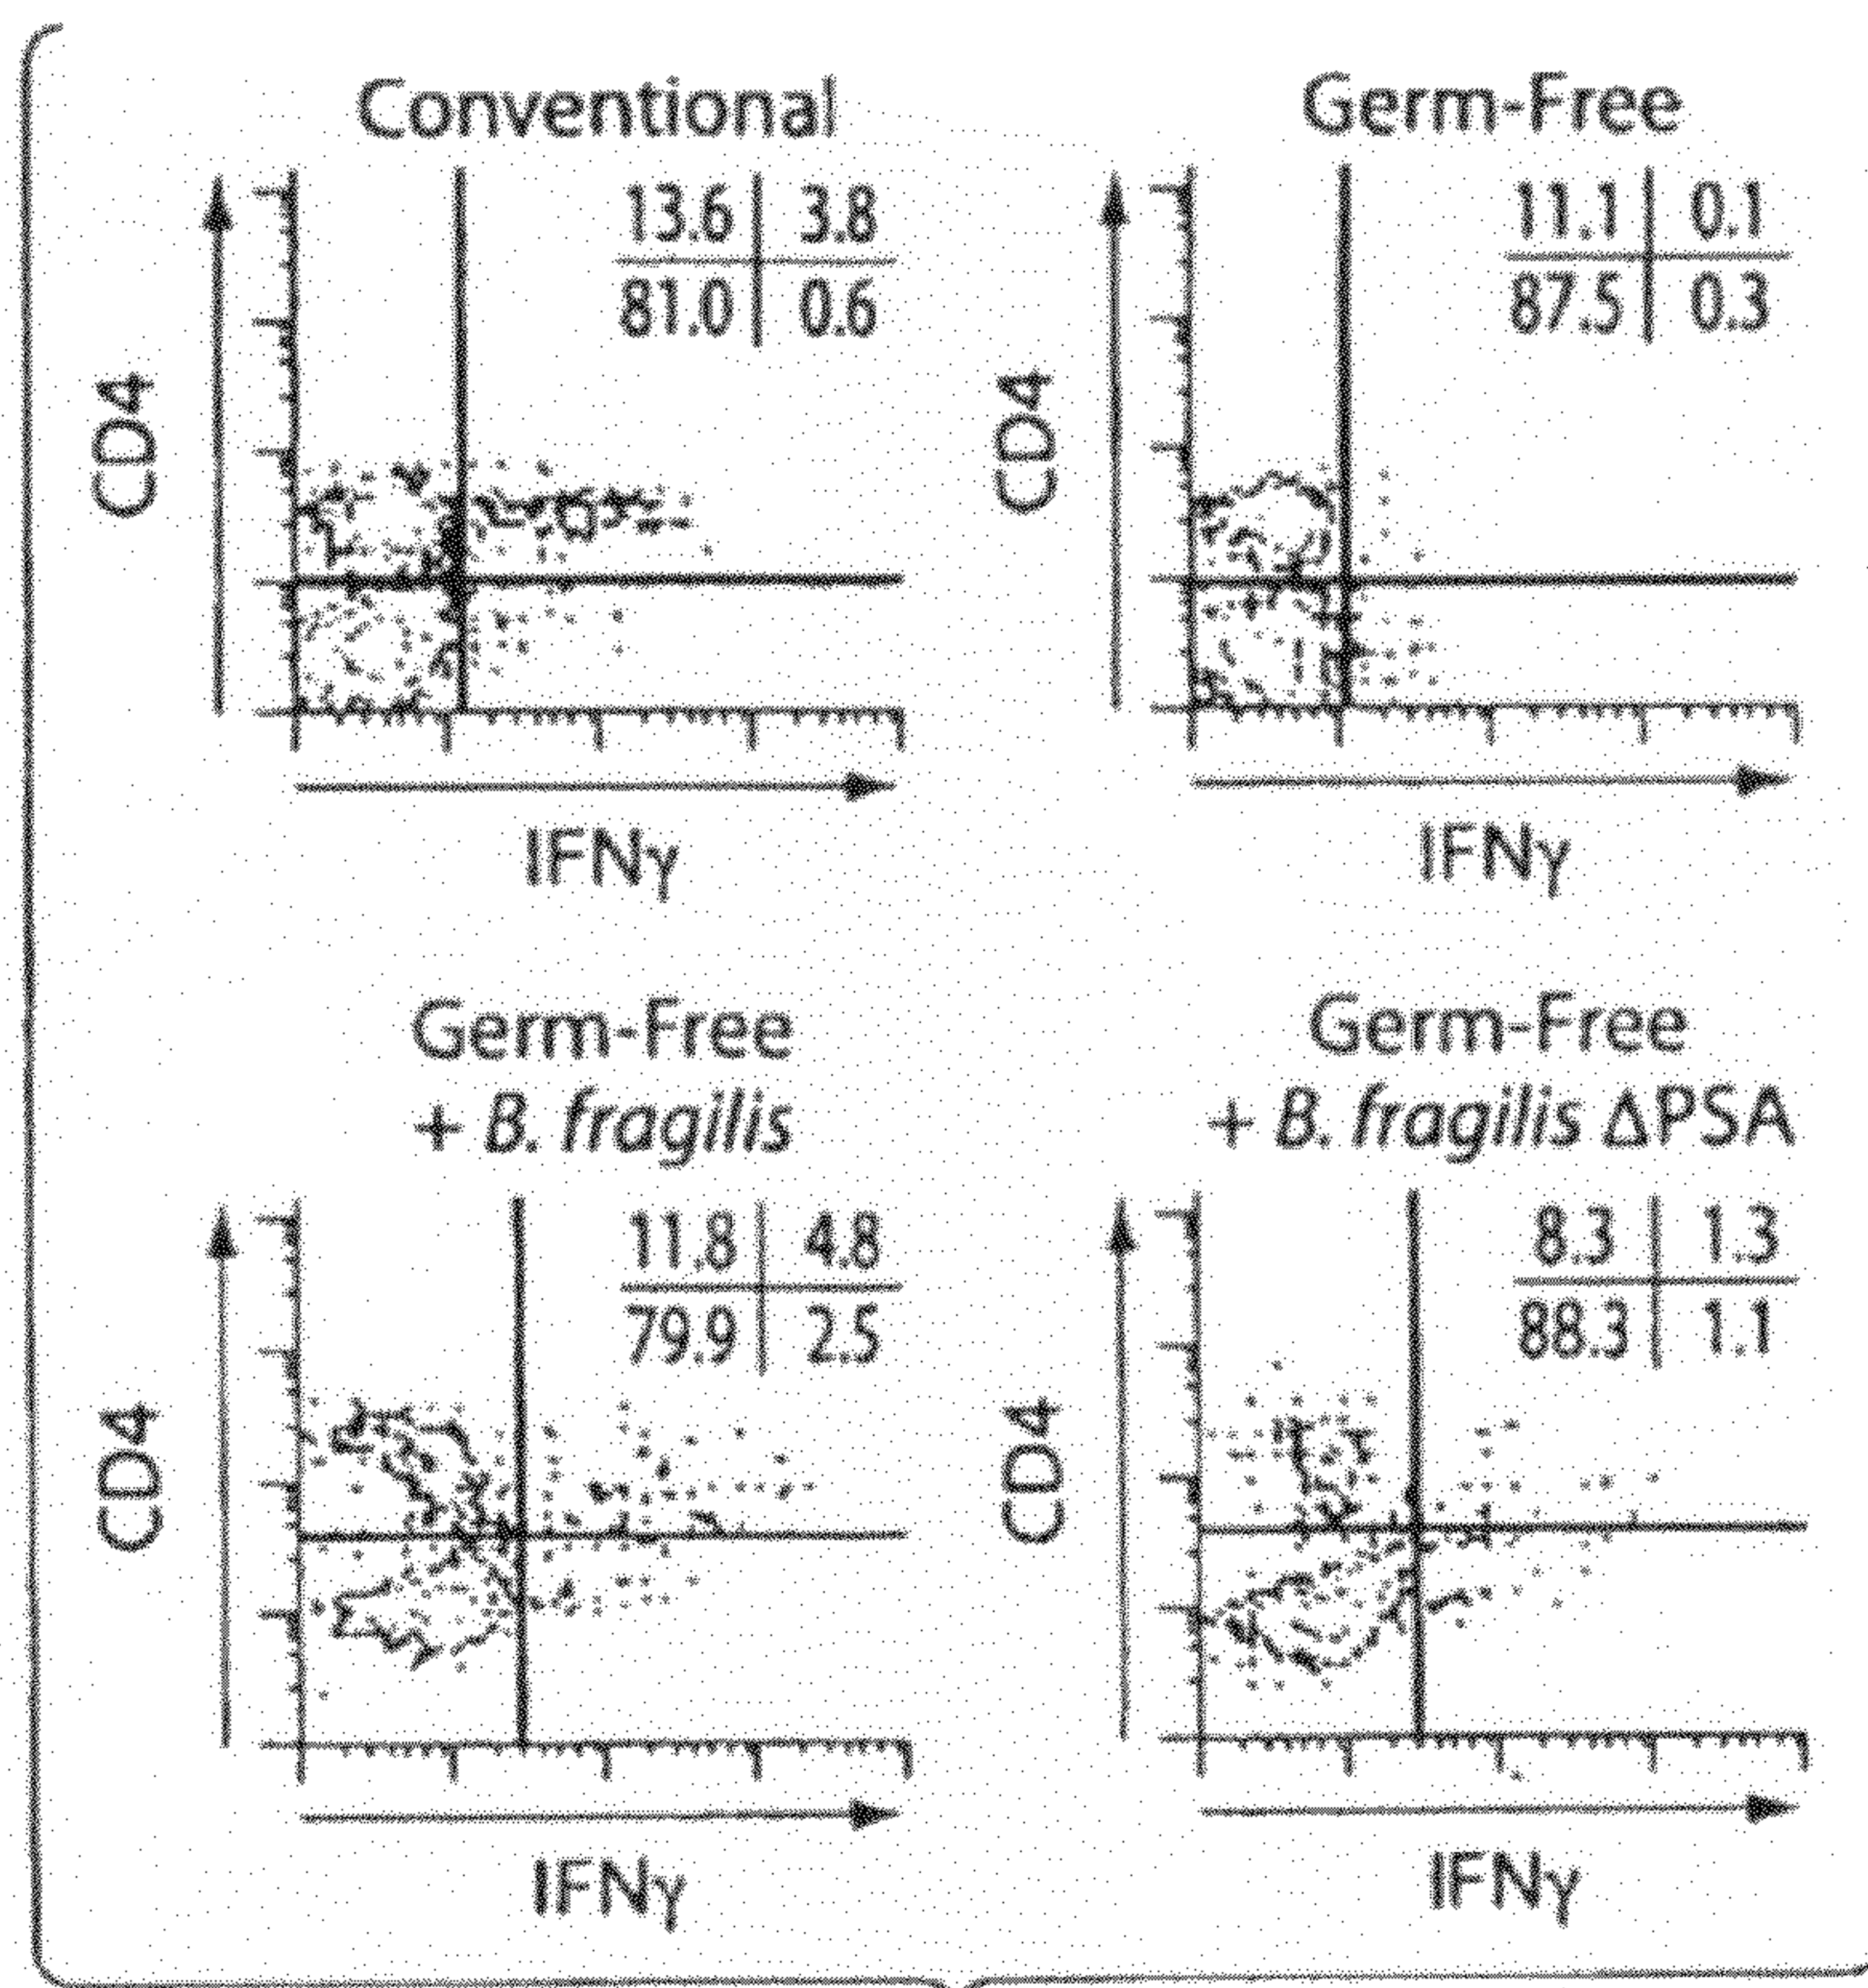 Conventional
13.6 3.8
81.0 0.6
CD4
IFNγ
Germ-Free
11.1 0.1
87.5 0.3
CD4
IFNγ
Germ-Free
+ B. fragilis
11.8 4.8
79.9 2.5
CD4
IFNγ
Germ-Free
+ B. fragilis ΔPSA
8.3 1.3
88.3 1.1
CD4
IFNγ